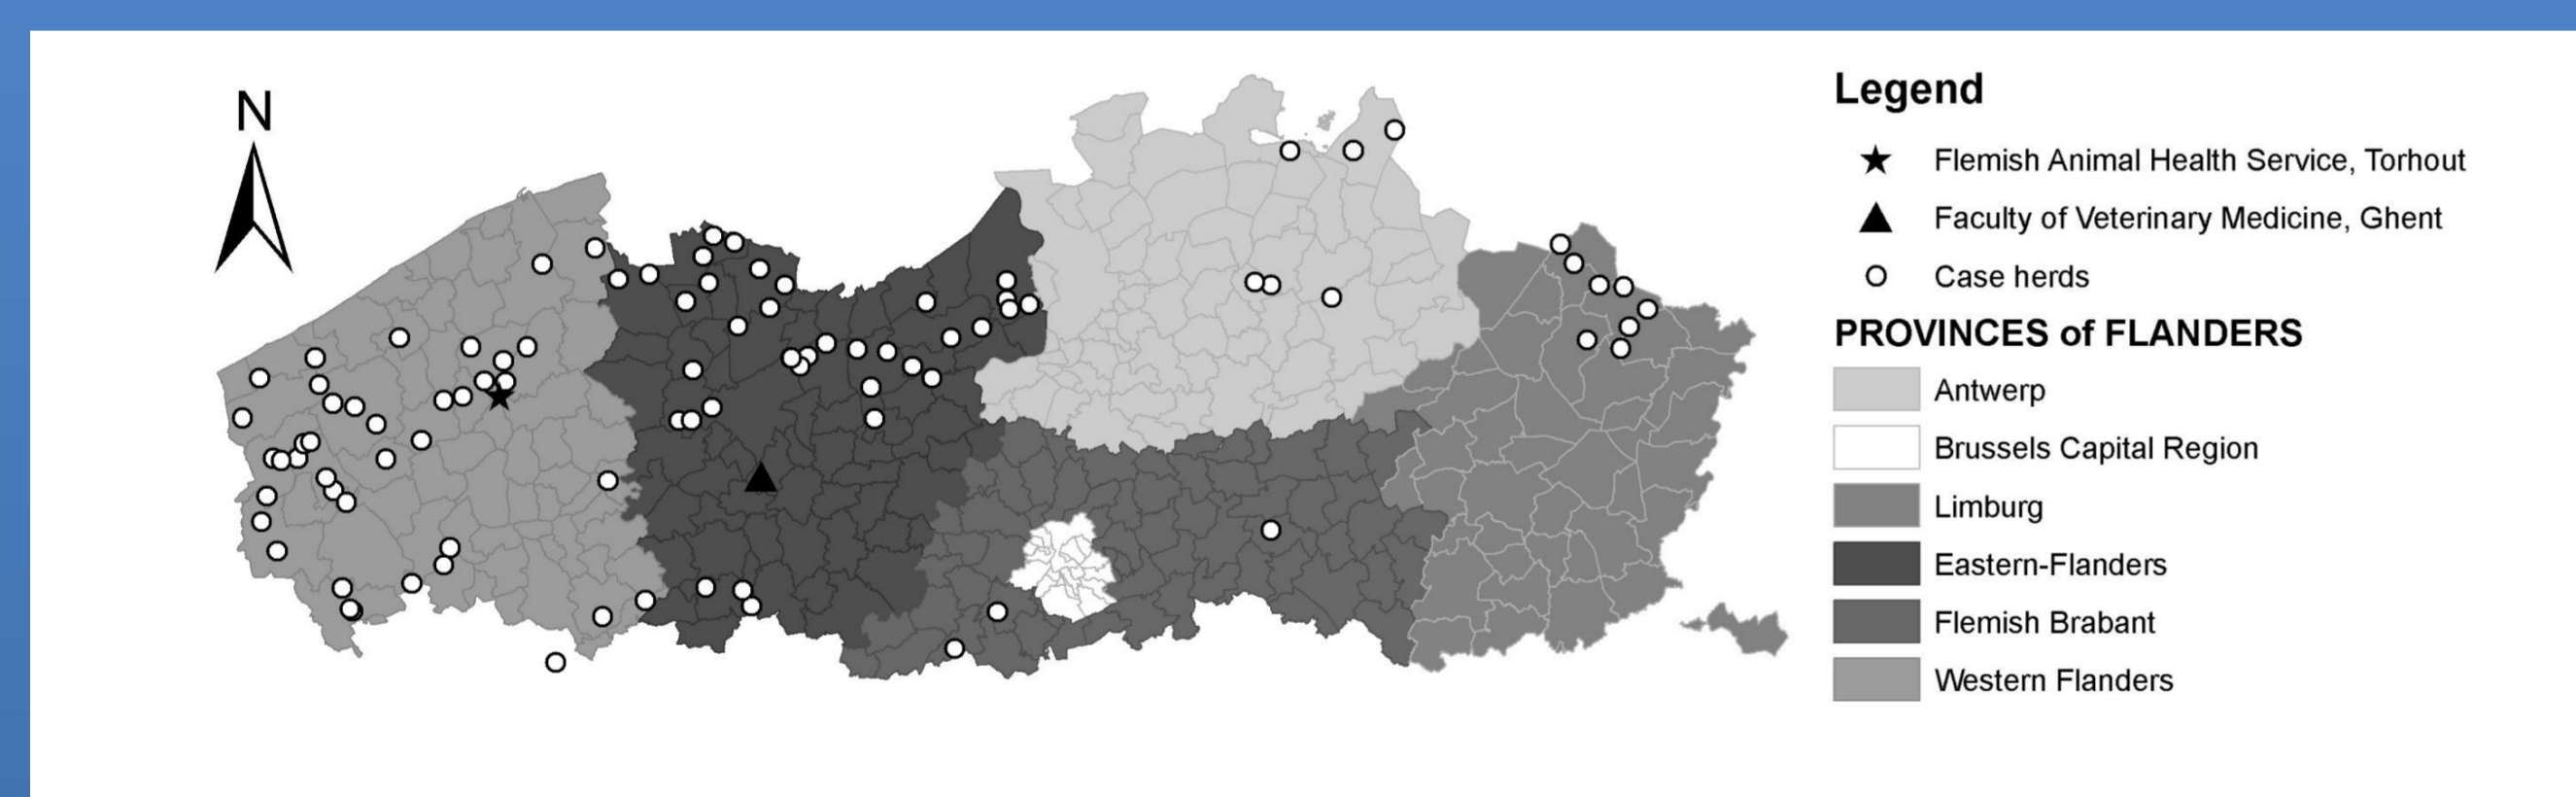 N
Legend
Flemish Animal Health Service, Torhout
Faculty of Veterinary Medicine, Ghent
Case herds
PROVINCES of FLANDERS
Antwerp
Brussels Capital Region
Limburg
Eastern-Flanders
Flemish Brabant
Western Flanders